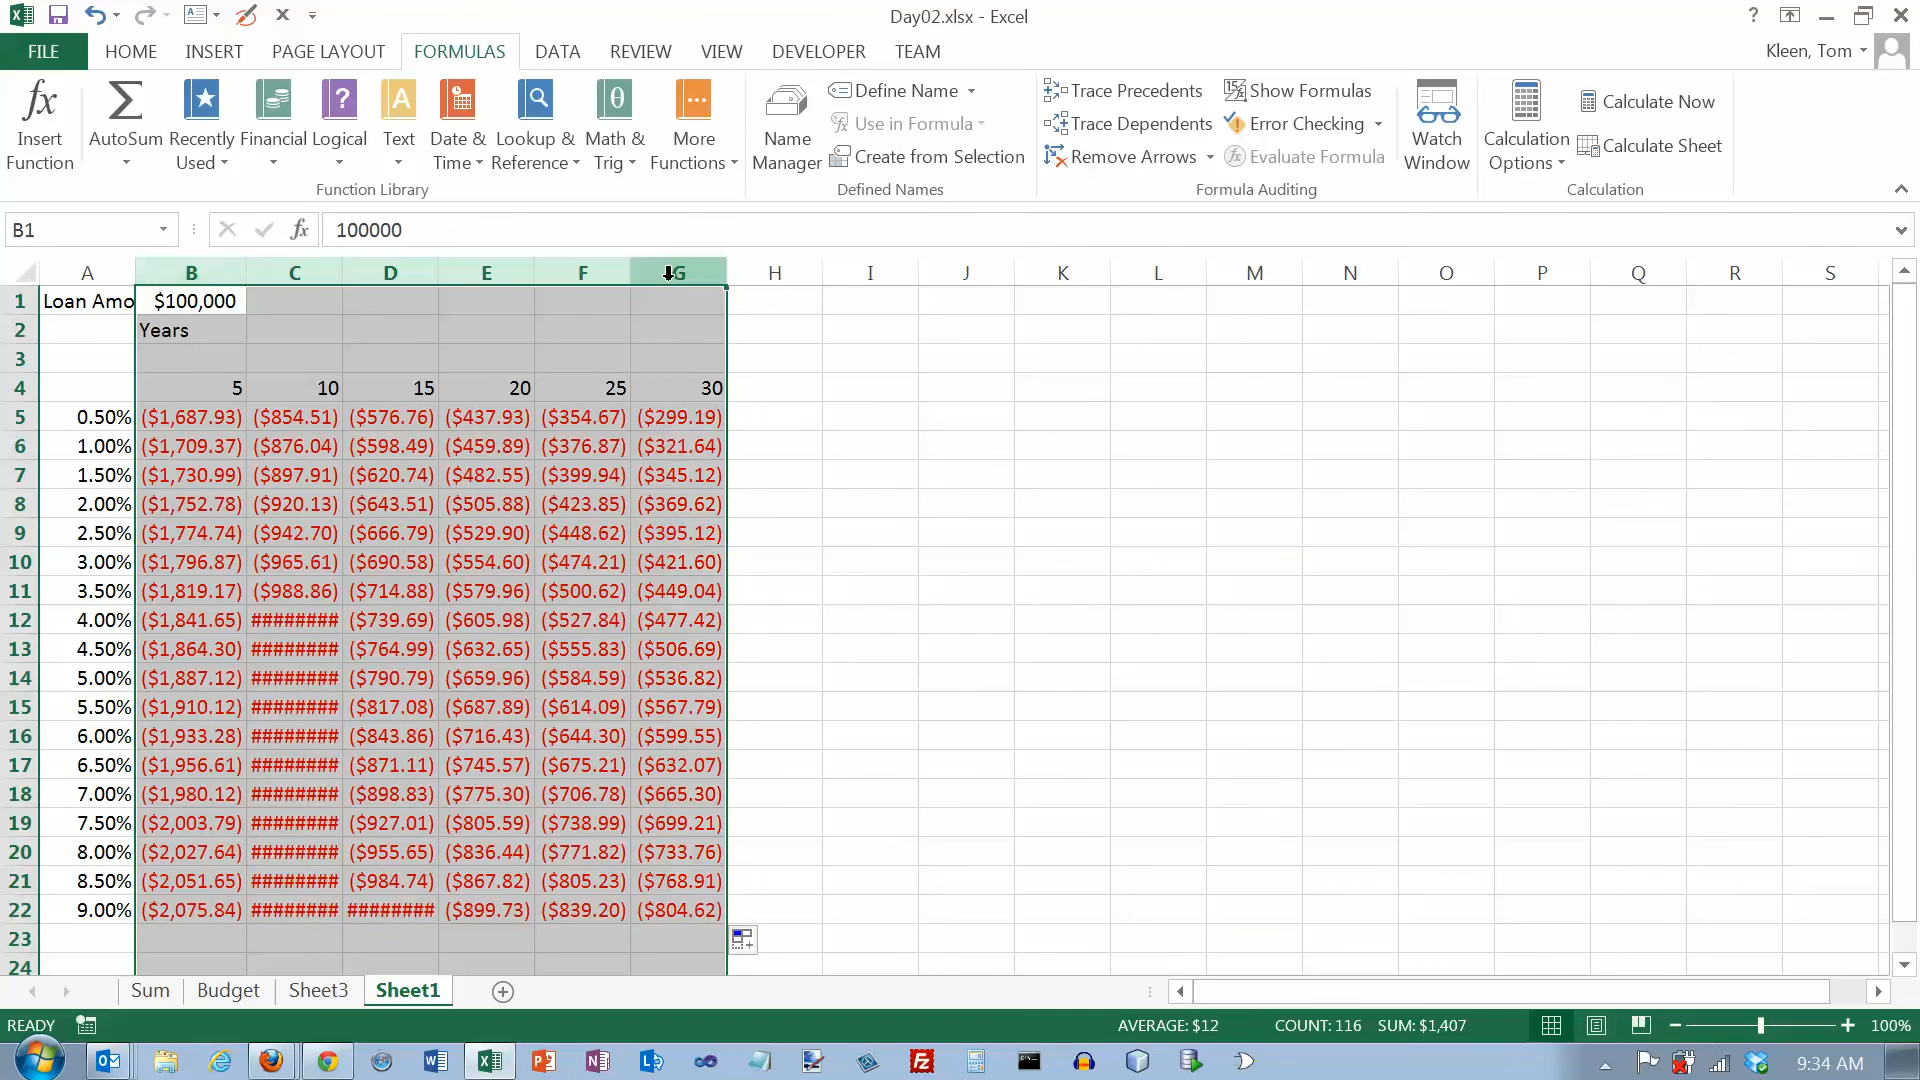 Day02.xlsx - Excel
?
FILE HOME INSERT PAGE LAYOUT FORMULAS DATA REVIEW VIEW DEVELOPER TEAM Kleen, Tom
fx Σ ★ ? A θ
Insert Function
AutoSum
Recently Used
Financial
Logical
Text
Date & Time
Lookup & Reference
Math & Trig
More Functions
Function Library
Name Manager
Define Name
Use in Formula
Create from Selection
Defined Names
Trace Precedents
Trace Dependents
Remove Arrows
Show Formulas
Error Checking
Evaluate Formula
Formula Auditing
Watch Window
Calculation Options
Calculate Now
Calculate Sheet
Calculation
B1 fx 100000
A B C D E F G H I J K L M N O P Q R S
1 Loan Amo $100,000
2 Years
3
4 5 10 15 20 25 30
5 0.50% ($1,687.93) ($854.51) ($576.76) ($437.93) ($354.67) ($299.19)
6 1.00% ($1,709.37) ($876.04) ($598.49) ($459.89) ($376.87) ($321.64)
7 1.50% ($1,730.99) ($897.91) ($620.74) ($482.55) ($399.94) ($345.12)
8 2.00% ($1,752.78) ($920.13) ($643.51) ($505.88) ($423.85) ($369.62)
9 2.50% ($1,774.74) ($942.70) ($666.79) ($529.90) ($448.62) ($395.12)
10 3.00% ($1,796.87) ($965.61) ($690.58) ($554.60) ($474.21) ($421.60)
11 3.50% ($1,819.17) ($988.86) ($714.88) ($579.96) ($500.62) ($449.04)
12 4.00% ($1,841.65) ######## ($739.69) ($605.98) ($527.84) ($477.42)
13 4.50% ($1,864.30) ######## ($764.99) ($632.65) ($555.83) ($506.69)
14 5.00% ($1,887.12) ######## ($790.79) ($659.96) ($584.59) ($536.82)
15 5.50% ($1,910.12) ######## ($817.08) ($687.89) ($614.09) ($567.79)
16 6.00% ($1,933.28) ######## ($843.86) ($716.43) ($644.30) ($599.55)
17 6.50% ($1,956.61) ######## ($871.11) ($745.57) ($675.21) ($632.07)
18 7.00% ($1,980.12) ######## ($898.83) ($775.30) ($706.78) ($665.30)
19 7.50% ($2,003.79) ######## ($927.01) ($805.59) ($738.99) ($699.21)
20 8.00% ($2,027.64) ######## ($955.65) ($836.44) ($771.82) ($733.76)
21 8.50% ($2,051.65) ######## ($984.74) ($867.82) ($805.23) ($768.91)
22 9.00% ($2,075.84) ######## ######## ($899.73) ($839.20) ($804.62)
23
24
Sum Budget Sheet3 Sheet1
READY AVERAGE: $12 COUNT: 116 SUM: $1,407 100%
9:34 AM